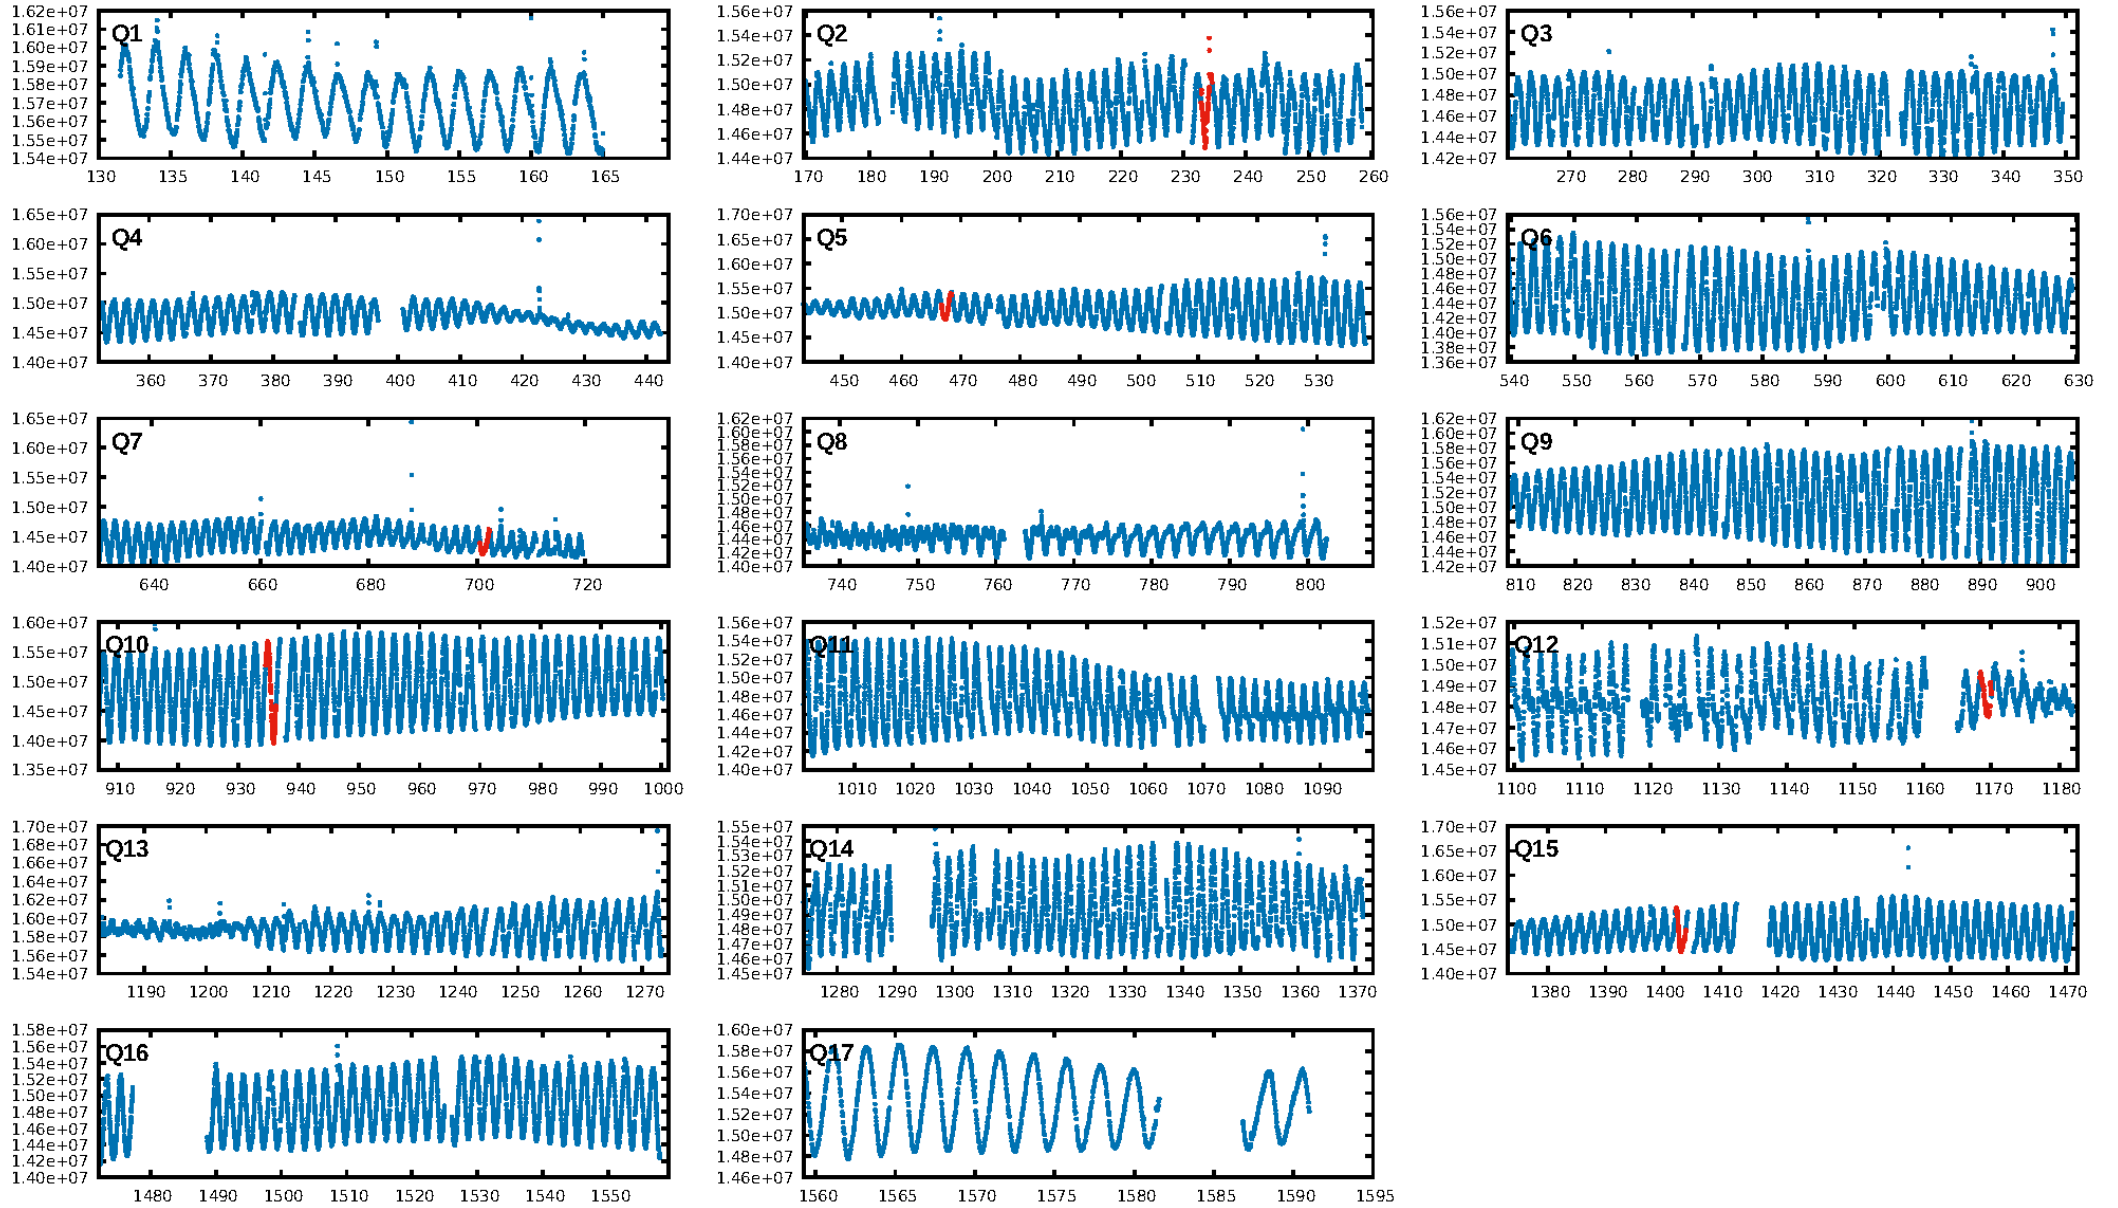 1.62e+07
1.61e+07
1.60e+07
1.59e+07
1.58e+07
1.57e+07
1.56e+07
1.55e+07
1.54e+07
Q1
130 135 140 145 150 155 160 165
1.56e+07
1.54e+07
1.52e+07
1.50e+07
1.48e+07
1.46e+07
1.44e+07
Q2
170 180 190 200 210 220 230 240 250 260
1.56e+07
1.54e+07
1.52e+07
1.50e+07
1.48e+07
1.46e+07
1.44e+07
1.42e+07
Q3
270 280 290 300 310 320 330 340 350
1.65e+07
1.60e+07
1.55e+07
1.50e+07
1.45e+07
1.40e+07
Q4
360 370 380 390 400 410 420 430 440
1.70e+07
1.65e+07
1.60e+07
1.55e+07
1.50e+07
1.45e+07
1.40e+07
Q5
450 460 470 480 490 500 510 520 530
1.56e+07
1.54e+07
1.52e+07
1.50e+07
1.48e+07
1.46e+07
1.44e+07
1.42e+07
1.40e+07
1.38e+07
1.36e+07
Q6
540 550 560 570 580 590 600 610 620 630
1.65e+07
1.60e+07
1.55e+07
1.50e+07
1.45e+07
1.40e+07
Q7
640 660 680 700 720
1.62e+07
1.60e+07
1.58e+07
1.56e+07
1.54e+07
1.52e+07
1.50e+07
1.48e+07
1.46e+07
1.44e+07
1.42e+07
1.40e+07
Q8
740 750 760 770 780 790 800
1.62e+07
1.60e+07
1.58e+07
1.56e+07
1.54e+07
1.52e+07
1.50e+07
1.48e+07
1.46e+07
1.44e+07
1.42e+07
Q9
810 820 830 840 850 860 870 880 890 900
1.60e+07
1.55e+07
1.50e+07
1.45e+07
1.40e+07
1.35e+07
Q10
910 920 930 940 950 960 970 980 990 1000
1.56e+07
1.54e+07
1.52e+07
1.50e+07
1.48e+07
1.46e+07
1.44e+07
1.42e+07
1.40e+07
Q11
1010 1020 1030 1040 1050 1060 1070 1080 1090
1.52e+07
1.51e+07
1.50e+07
1.49e+07
1.48e+07
1.47e+07
1.46e+07
1.45e+07
Q12
1100 1110 1120 1130 1140 1150 1160 1170 1180
1.70e+07
1.68e+07
1.66e+07
1.64e+07
1.62e+07
1.60e+07
1.58e+07
1.56e+07
1.54e+07
Q13
1190 1200 1210 1220 1230 1240 1250 1260 1270
1.55e+07
1.54e+07
1.53e+07
1.52e+07
1.51e+07
1.50e+07
1.49e+07
1.48e+07
1.47e+07
1.46e+07
1.45e+07
Q14
1280 1290 1300 1310 1320 1330 1340 1350 1360 1370
1.70e+07
1.65e+07
1.60e+07
1.55e+07
1.50e+07
1.45e+07
1.40e+07
Q15
1380 1390 1400 1410 1420 1430 1440 1450 1460 1470
1.58e+07
1.56e+07
1.54e+07
1.52e+07
1.50e+07
1.48e+07
1.46e+07
1.44e+07
1.42e+07
1.40e+07
Q16
1480 1490 1500 1510 1520 1530 1540 1550
1.60e+07
1.58e+07
1.56e+07
1.54e+07
1.52e+07
1.50e+07
1.48e+07
1.46e+07
Q17
1560 1565 1570 1575 1580 1585 1590 1595